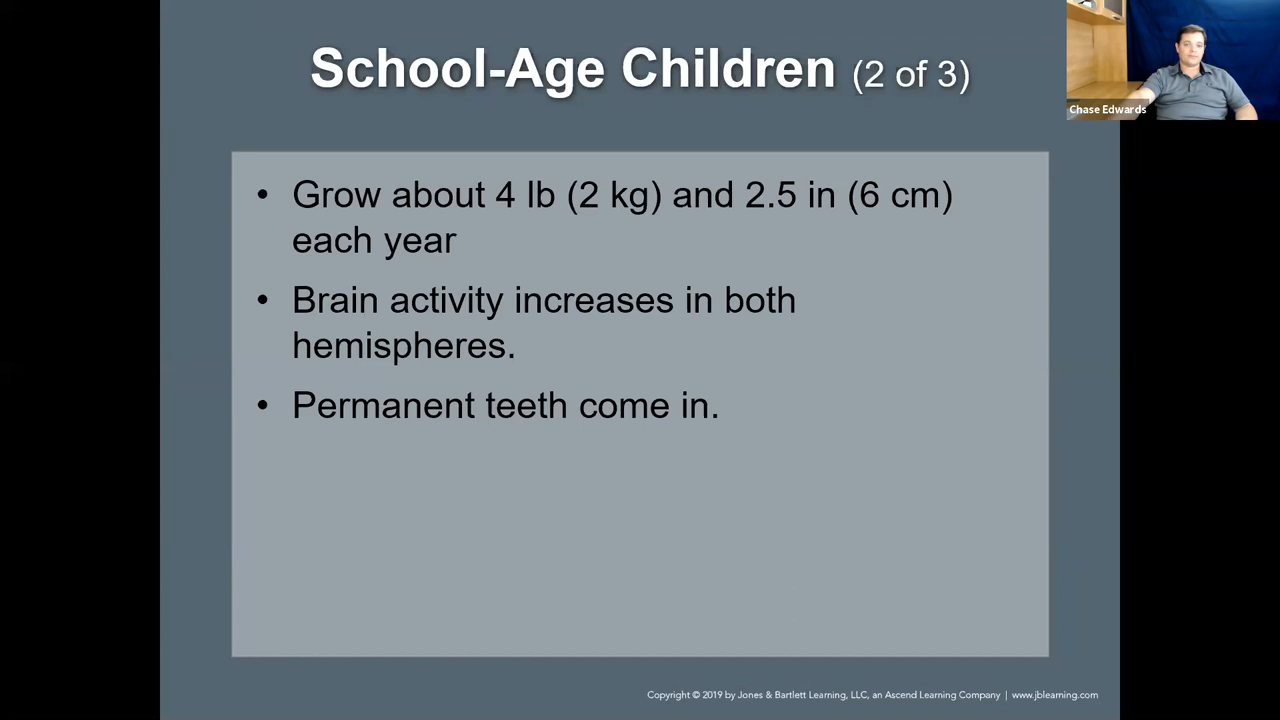 School-Age Children (2 of 3)
Chase Edwards
• Grow about 4 lb (2 kg) and 2.5 in (6 cm)
each year
• Brain activity increases in both
hemispheres.
• Permanent teeth come in.
Copyright © 2019 by Jones & Bartlett Learning, LLC, an Ascend Learning Company | www.jblearning.com